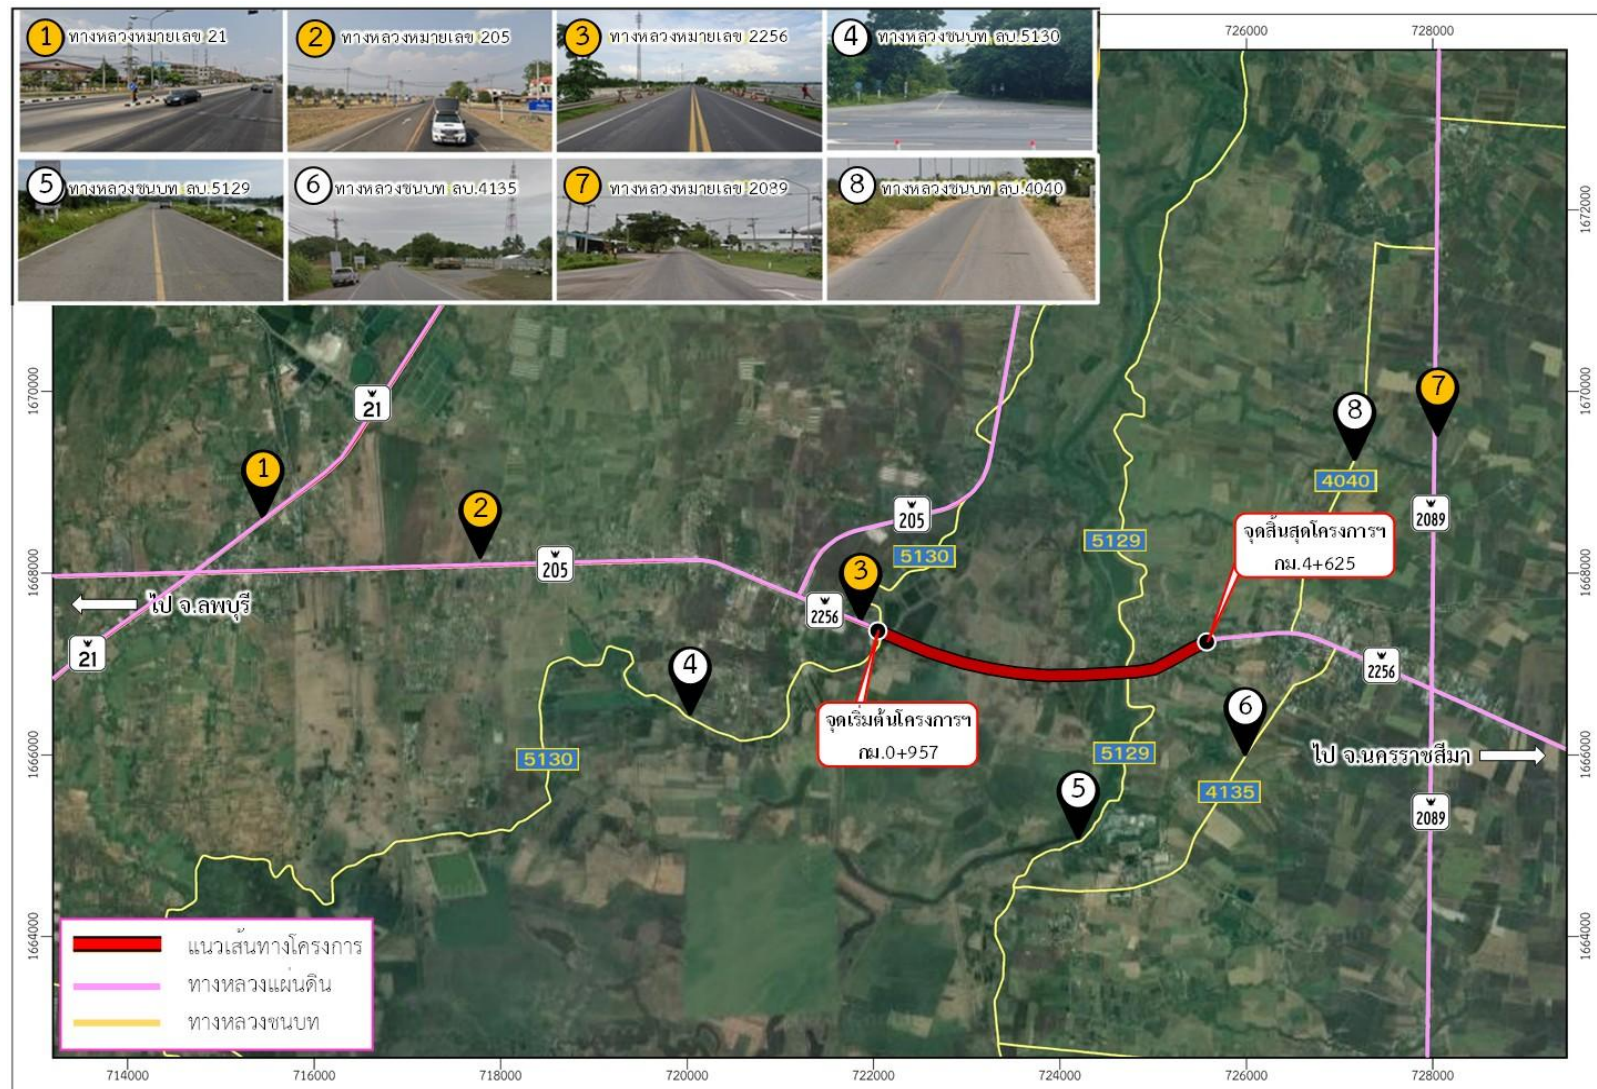 1 ทางหลวงหมายเลข 21
2 ทางหลวงหมายเลข 205
3 ทางหลวงหมายเลข 2256
4 ทางหลวงชนบท ลบ.5130
5 ทางหลวงชนบท ลบ.5129
6 ทางหลวงชนบท ลบ.4135
7 ทางหลวงหมายเลข 2089
8 ทางหลวงชนบท ลบ.4040
726000
728000
1672000
1670000
1670000
21
7
8
1
4040
2
205
2089
5130
5129
จุดสิ้นสุดโครงการฯ
กม.4+625
205
3
1668000
1668000
ไป จ.ลพบุรี
2256
21
4
2256
6
จุดเริ่มต้นโครงการฯ
กม.0+957
5130
5129
ไป จ.นครราชสีมา
1666000
1666000
5
4135
2089
1664000
1664000
แนวเส้นทางโครงการ
ทางหลวงแผ่นดิน
ทางหลวงชนบท
714000
716000
718000
720000
722000
724000
726000
728000